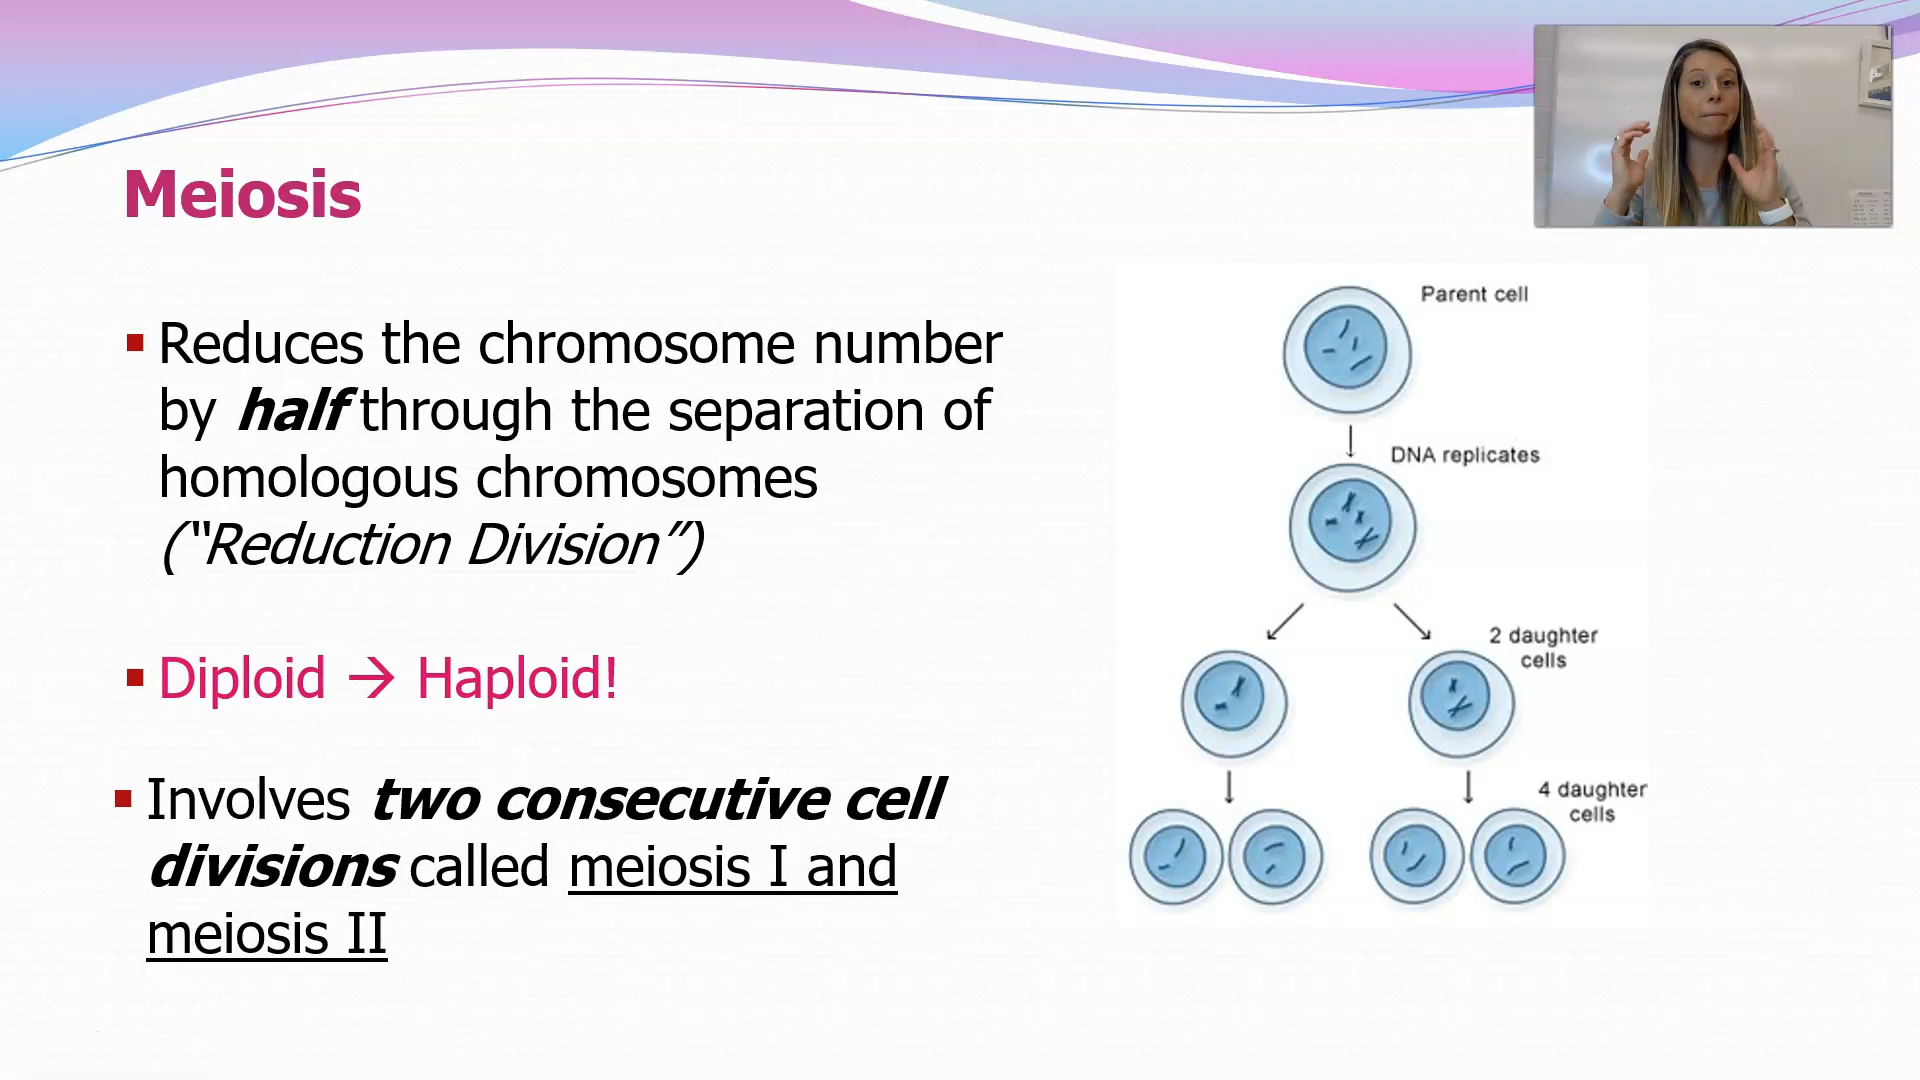 Meiosis
▪ Reduces the chromosome number
by half through the separation of
homologous chromosomes
(“Reduction Division”)
▪ Diploid → Haploid!
▪ Involves two consecutive cell
divisions called meiosis I and
meiosis II
Parent cell
DNA replicates
2 daughter
cells
4 daughter
cells